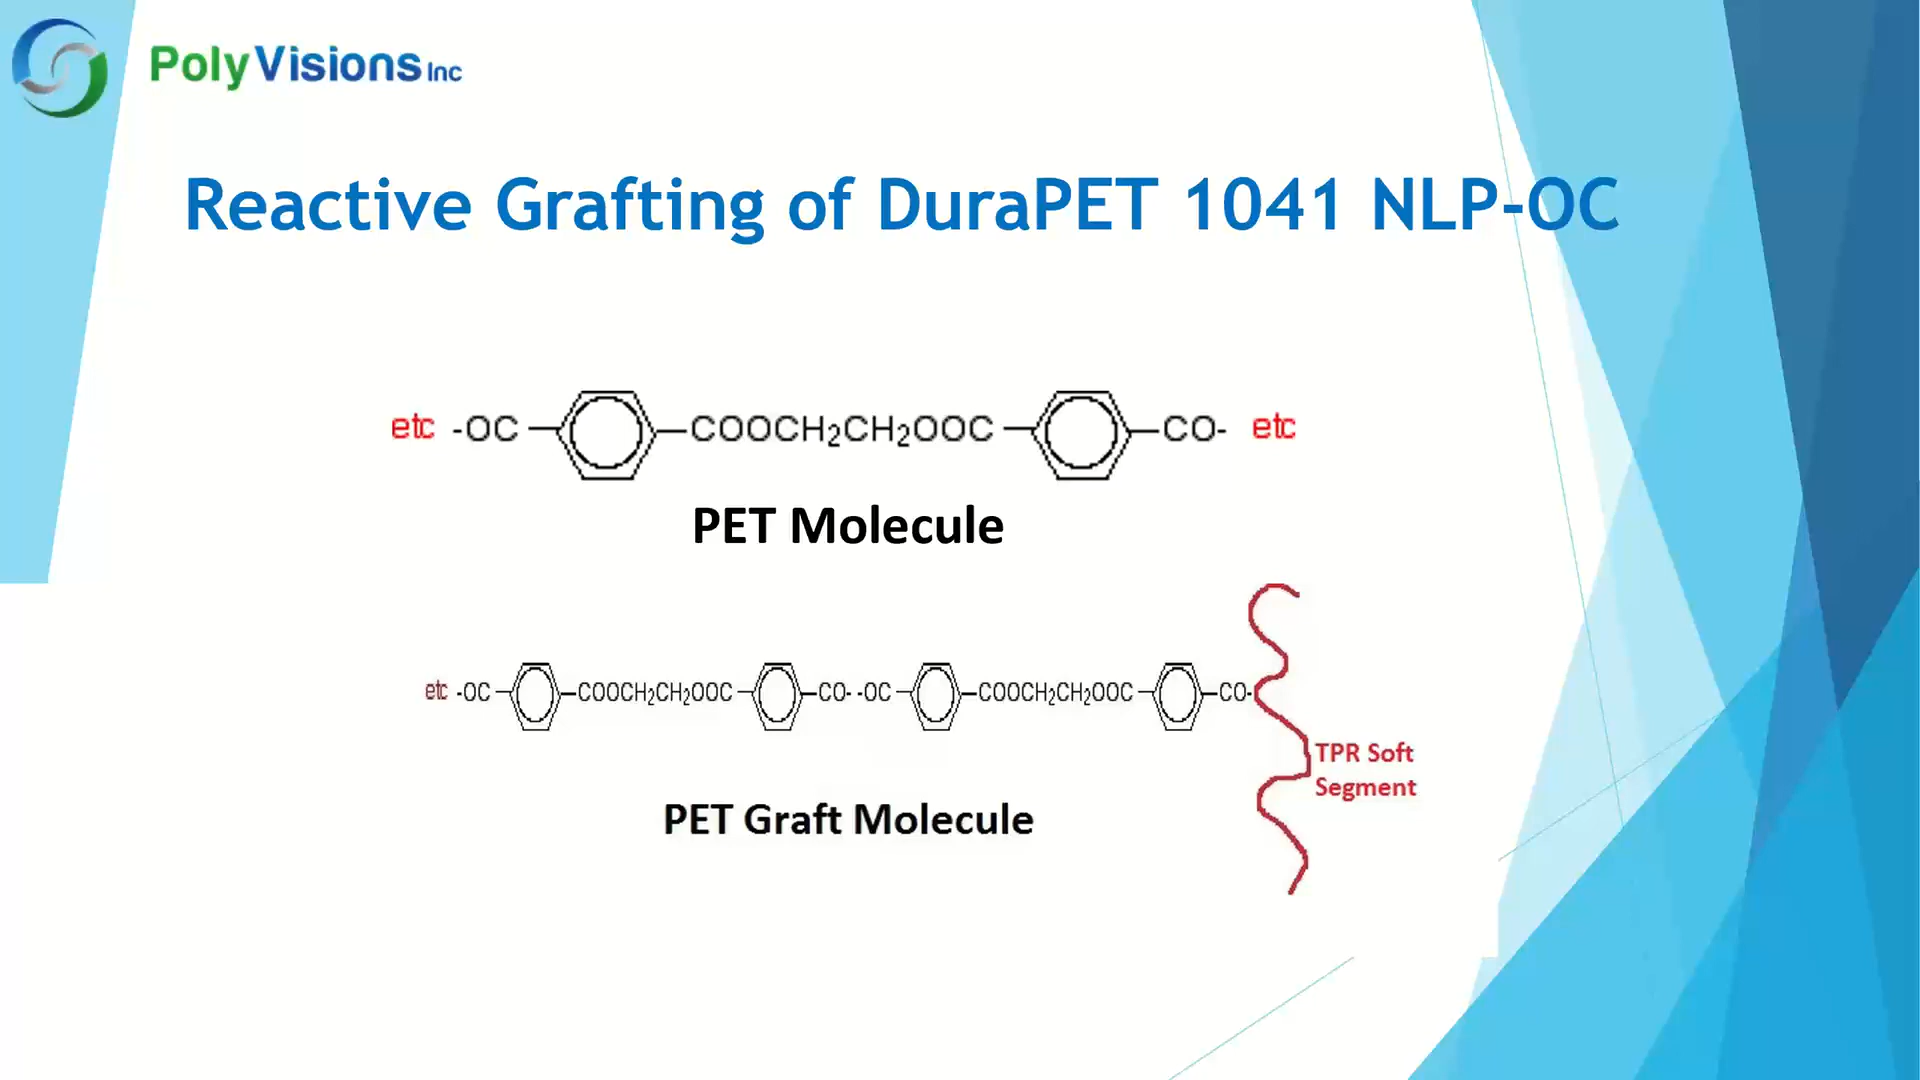 PolyVisions Inc
Reactive Grafting of DuraPET 1041 NLP-OC
etc -OC COOCH₂CH₂OOC CO- etc
PET Molecule
etc -OC COOCH₂CH₂OOC CO- -OC COOCH₂CH₂OOC CO-
TPR Soft
Segment
PET Graft Molecule